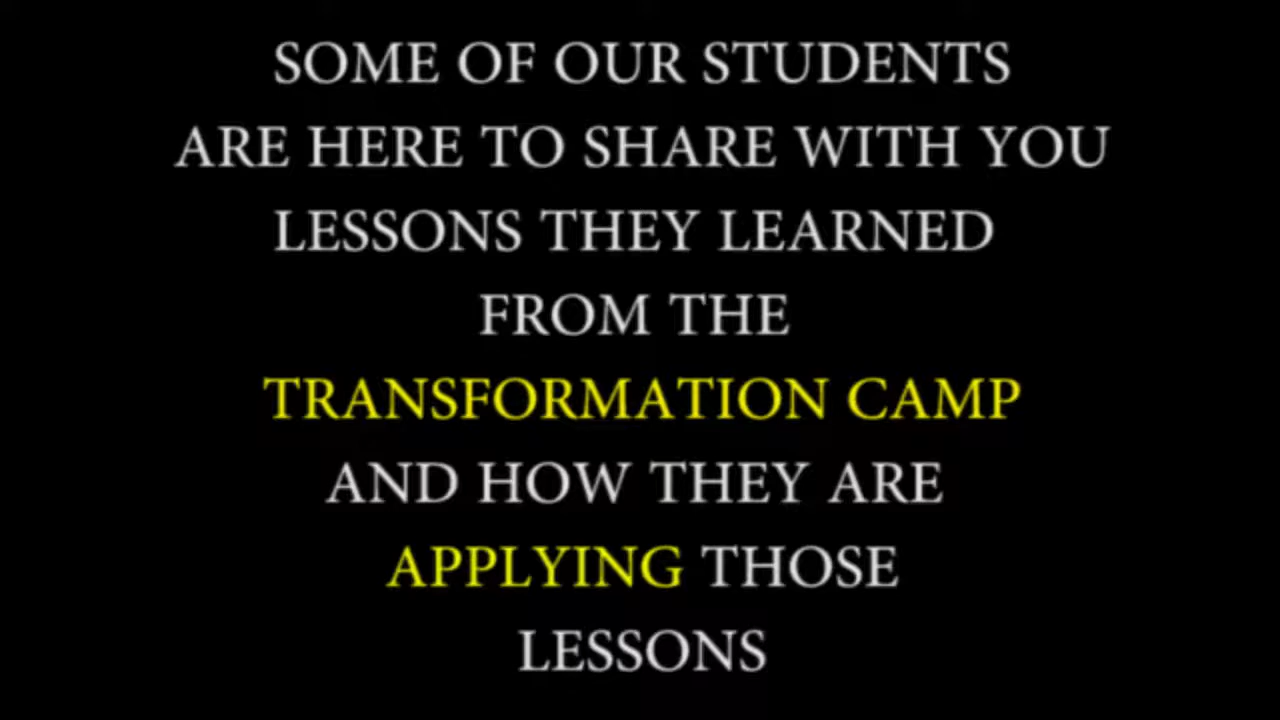 SOME OF OUR STUDENTS
ARE HERE TO SHARE WITH YOU
LESSONS THEY LEARNED
FROM THE
TRANSFORMATION CAMP
AND HOW THEY ARE
APPLYING THOSE
LESSONS